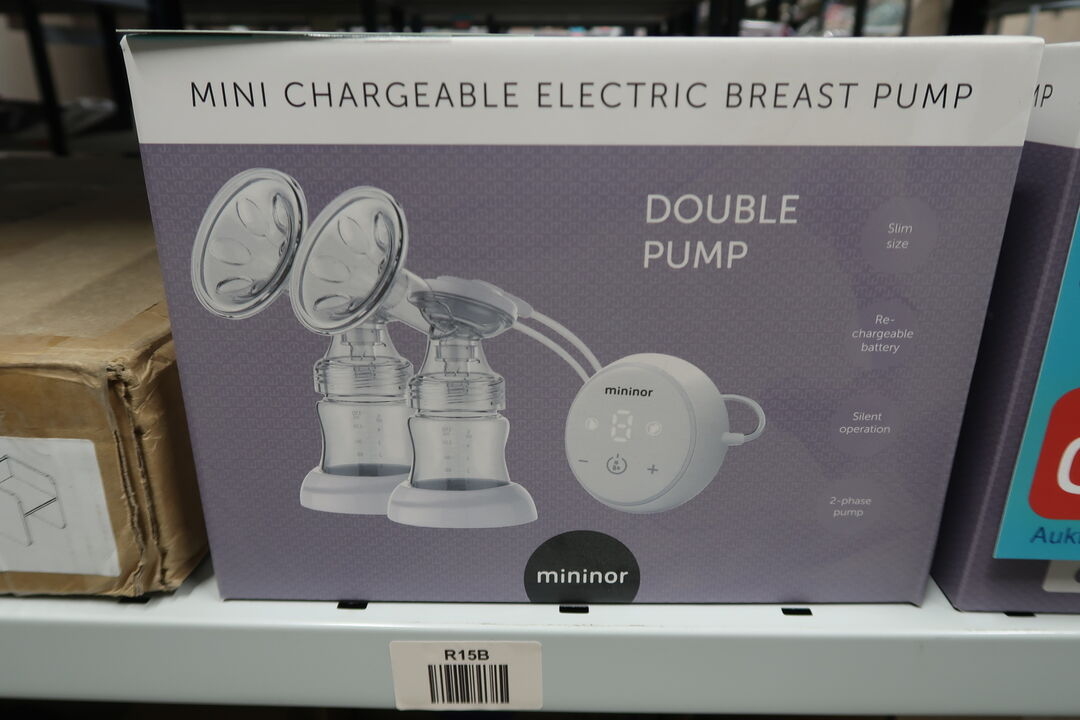 MINI CHARGEABLE ELECTRIC BREAST PUMP
DOUBLE
PUMP
Slim
size
Re-
chargeable
battery
Silent
operation
2-phase
pump
mininor
8
mininor
R15B